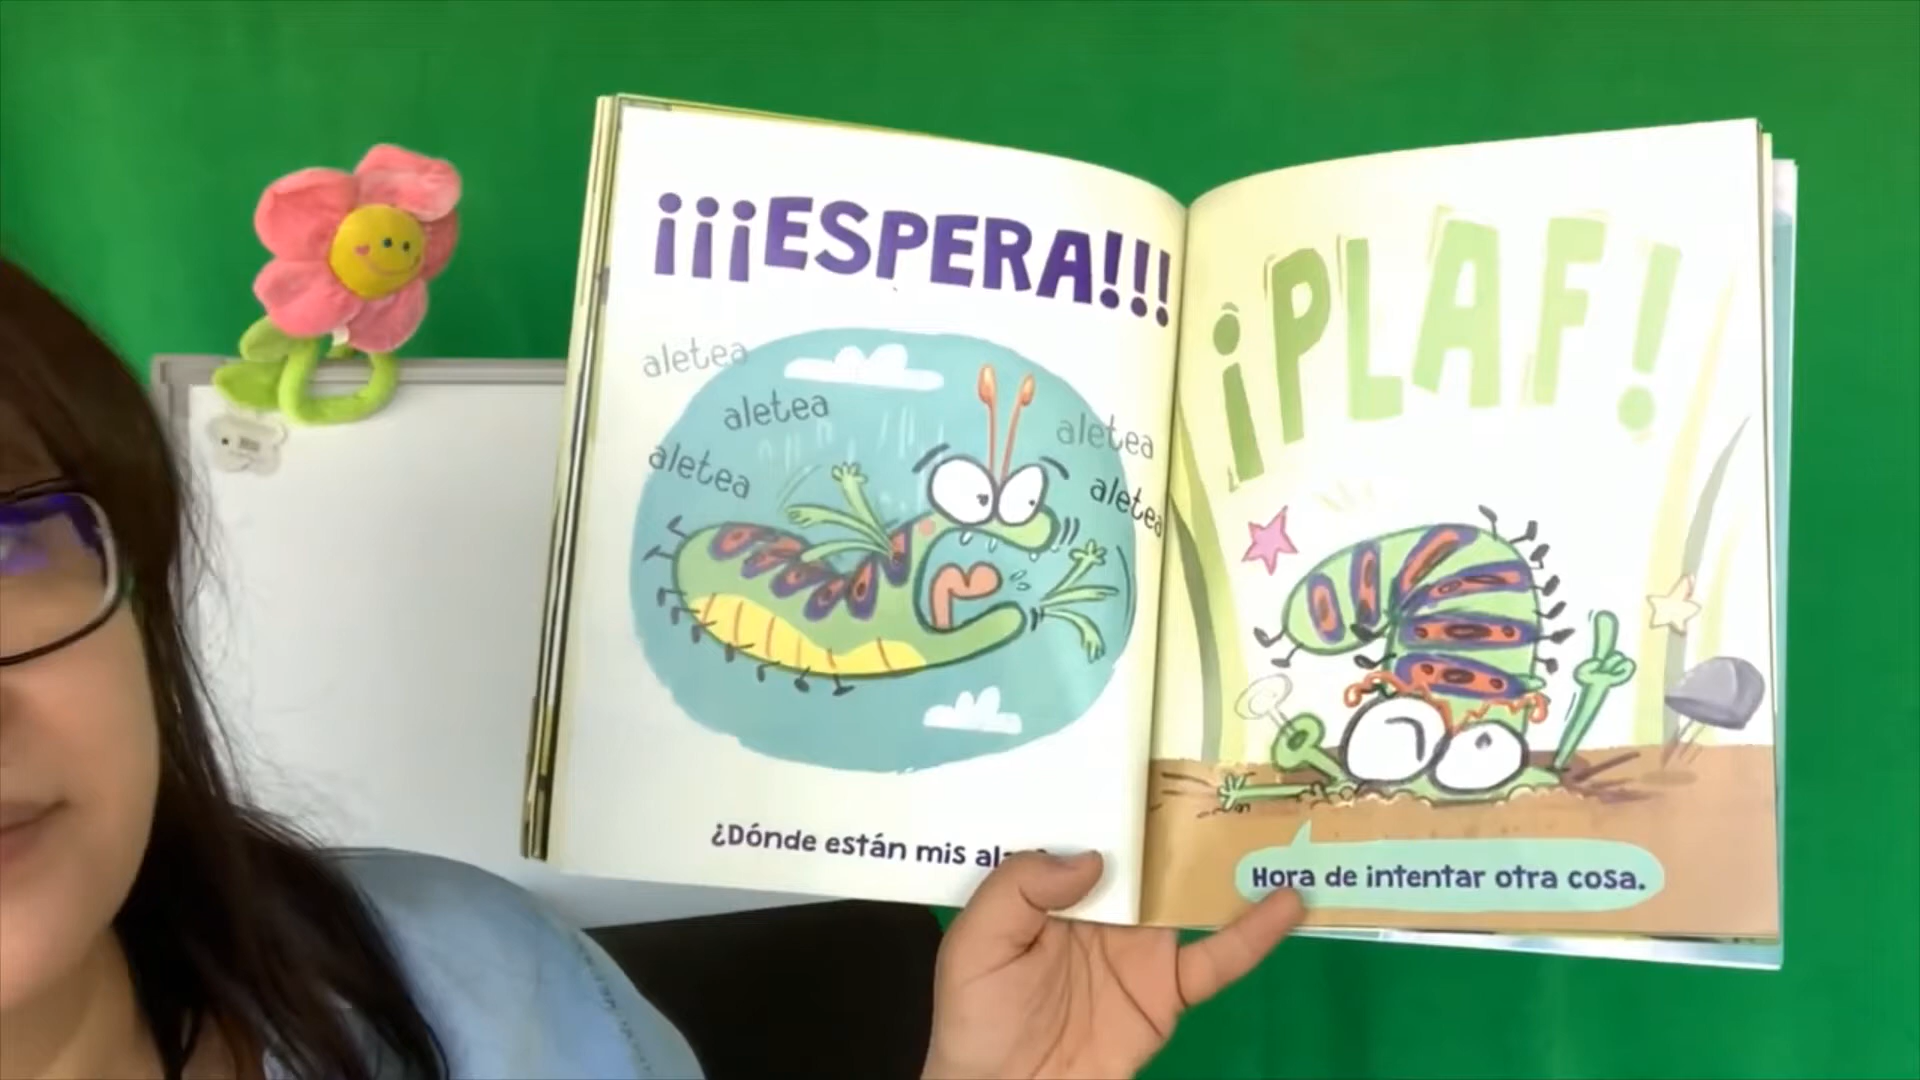 ¡¡¡ESPERA!!!
aletea
aletea
aletea
aletea
aletea
¿Dónde están mis
¡PLAF!
Hora de intentar otra cosa.